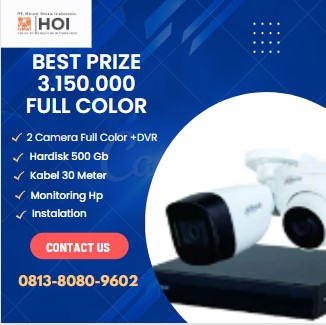 HOI
BEST PRIZE
3.150.000
FULL COLOR
2 Camera Full Color +DVR
Hardisk 500 Gb
Kabel 30 Meter
Monitoring Hp
Instalation
CONTACT US
0813-8080-9602